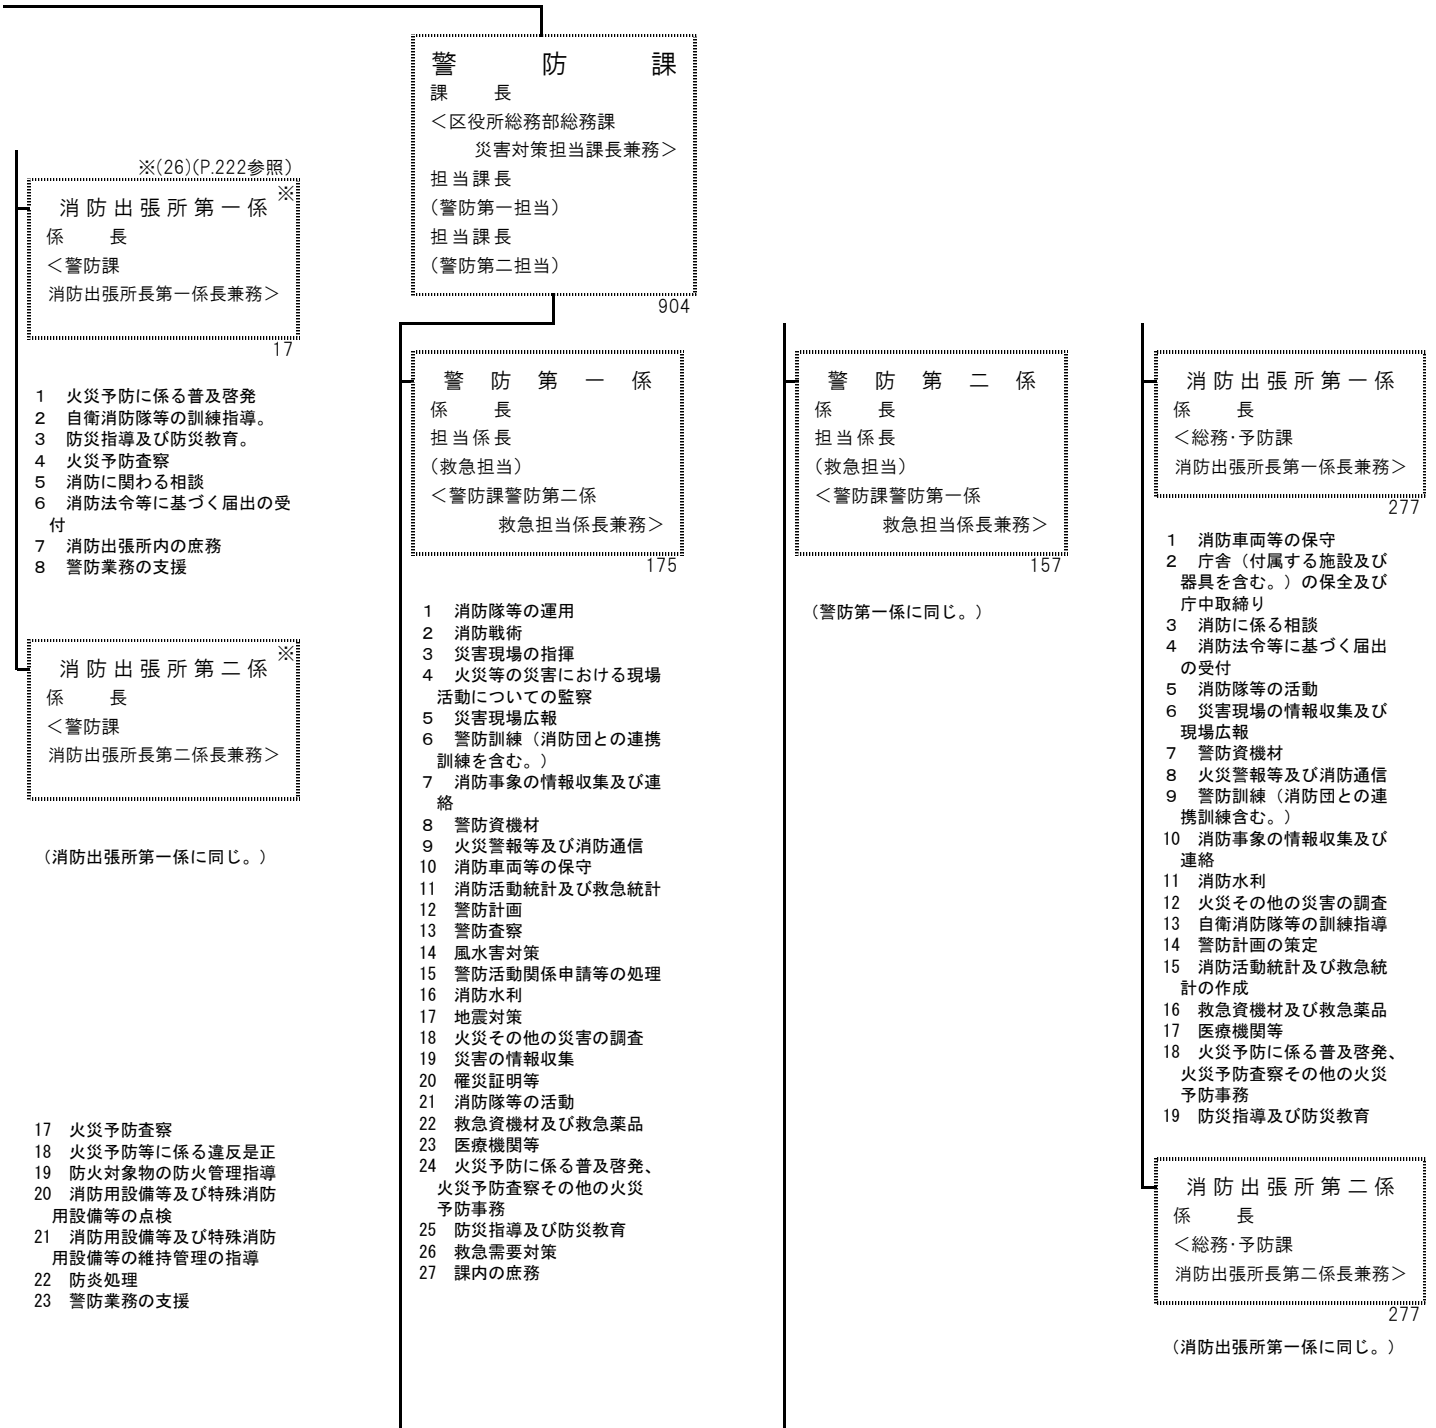 ※(26)(P.222参照)
消防出張所第一係 ※
係　　長
＜警防課
消防出張所長第一係長兼務＞
17
1　火災予防に係る普及啓発
2　自衛消防隊等の訓練指導。
3　防災指導及び防災教育。
4　火災予防査察
5　消防に関わる相談
6　消防法令等に基づく届出の受
付
7　消防出張所内の庶務
8　警防業務の支援
消防出張所第二係 ※
係　　長
＜警防課
消防出張所長第二係長兼務＞
（消防出張所第一係に同じ。）
17　火災予防査察
18　火災予防等に係る違反是正
19　防火対象物の防火管理指導
20　消防用設備等及び特殊消防
用設備等の点検
21　消防用設備等及び特殊消防
用設備等の維持管理の指導
22　防炎処理
23　警防業務の支援
警　防　課
課　　長
＜区役所総務部総務課
災害対策担当課長兼務＞
担当課長
（警防第一担当）
担当課長
（警防第二担当）
904
警防第一係
係　　長
担当係長
（救急担当）
＜警防課警防第二係
救急担当係長兼務＞
175
1　消防隊等の運用
2　消防戦術
3　災害現場の指揮
4　火災等の災害における現場
活動についての監察
5　災害現場広報
6　警防訓練（消防団との連携
訓練を含む。）
7　消防事象の情報収集及び連
絡
8　警防資機材
9　火災警報等及び消防通信
10　消防車両等の保守
11　消防活動統計及び救急統計
12　警防計画
13　警防査察
14　風水害対策
15　警防活動関係申請等の処理
16　消防水利
17　地震対策
18　火災その他の災害の調査
19　災害の情報収集
20　罹災証明等
21　消防隊等の活動
22　救急資機材及び救急薬品
23　医療機関等
24　火災予防に係る普及啓発、
火災予防査察その他の火災
予防事務
25　防災指導及び防災教育
26　救急需要対策
27　課内の庶務
警防第二係
係　　長
担当係長
（救急担当）
＜警防課警防第一係
救急担当係長兼務＞
157
（警防第一係に同じ。）
消防出張所第一係
係　　長
＜総務・予防課
消防出張所長第一係長兼務＞
277
1　消防車両等の保守
2　庁舎（付属する施設及び
器具を含む。）の保全及び
庁中取締り
3　消防に係る相談
4　消防法令等に基づく届出
の受付
5　消防隊等の活動
6　災害現場の情報収集及び
現場広報
7　警防資機材
8　火災警報等及び消防通信
9　警防訓練（消防団との連
携訓練含む。）
10　消防事象の情報収集及び
連絡
11　消防水利
12　火災その他の災害の調査
13　自衛消防隊等の訓練指導
14　警防計画の策定
15　消防活動統計及び救急統
計の作成
16　救急資機材及び救急薬品
17　医療機関等
18　火災予防に係る普及啓発、
火災予防査察その他の火災
予防事務
19　防災指導及び防災教育
消防出張所第二係
係　　長
＜総務・予防課
消防出張所長第二係長兼務＞
277
（消防出張所第一係に同じ。）